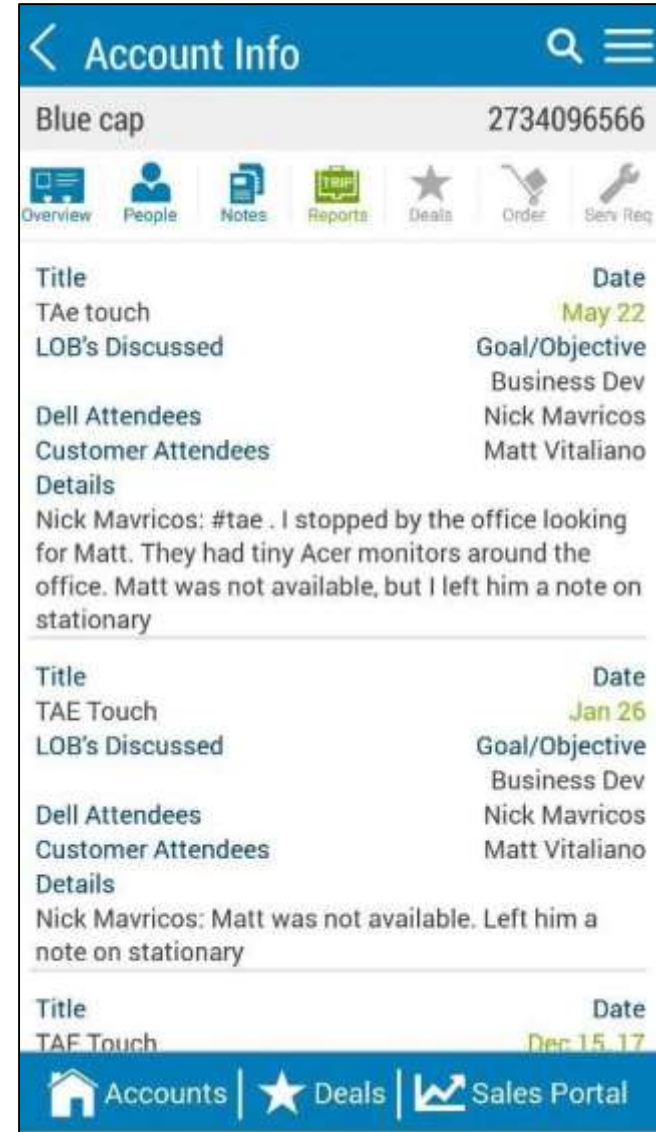 Account Info
Blue cap 2734096566
TRIP
Overview People Notes Reports Deals Order Serv Req
Title Date
TAe touch May 22
LOB's Discussed Goal/Objective
Business Dev
Dell Attendees Nick Mavricos
Customer Attendees Matt Vitaliano
Details
Nick Mavricos: #tae . I stopped by the office looking
for Matt. They had tiny Acer monitors around the
office. Matt was not available, but I left him a note on
stationary
Title Date
TAE Touch Jan 26
LOB's Discussed Goal/Objective
Business Dev
Dell Attendees Nick Mavricos
Customer Attendees Matt Vitaliano
Details
Nick Mavricos: Matt was not available. Left him a
note on stationary
Title Date
TAE Touch Dec 15, 17
Accounts Deals Sales Portal